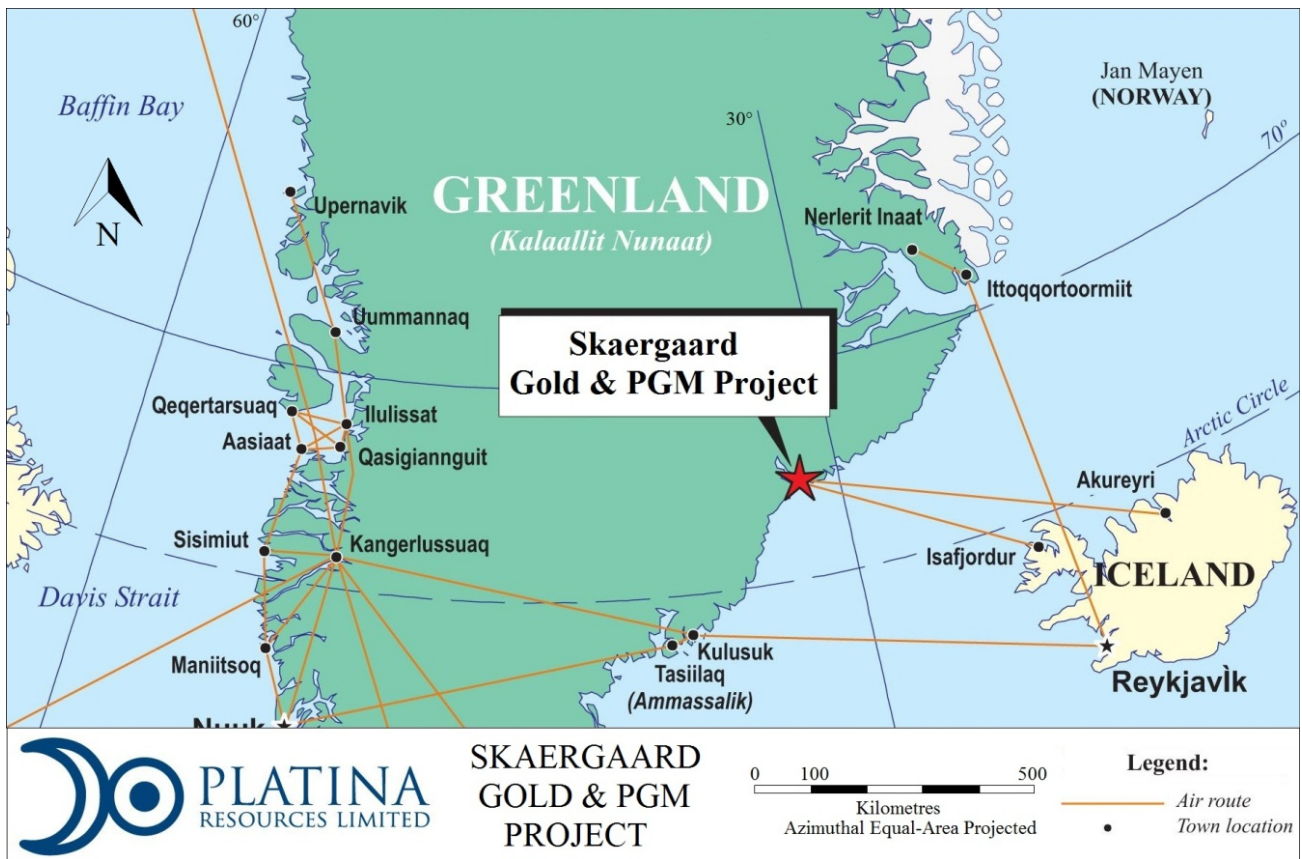 60°
Baffin Bay
Jan Mayen
(NORWAY)
30°
70°
N
Upernavik
GREENLAND
(Kalaallit Nunaat)
Nerlerit Inaat
Ittoqqortoormiit
Uummannaq
Skaergaard
Gold & PGM Project
Qeqertarsuaq
Ilulissat
Aasiaat
Qasigiannguit
Arctic Circle
Akureyri
Sisimiut
Kangerlussuaq
Isafjordur
ICELAND
Davis Strait
Maniitsoq
Kulusuk
Tasiilaq
(Ammassalik)
ReykjavÌk
Nuuk
PLATINA
RESOURCES LIMITED
SKAERGAARD
GOLD & PGM
PROJECT
0 100 500
Kilometres
Azimuthal Equal-Area Projected
Legend:
Air route
Town location